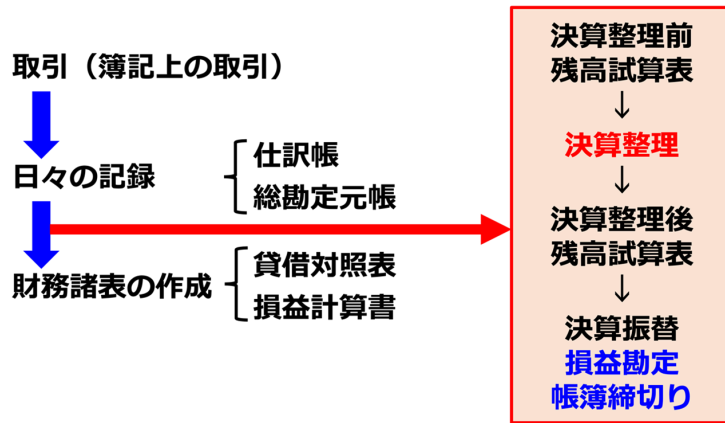 取引（簿記上の取引）
日々の記録
仕訳帳
総勘定元帳
財務諸表の作成
貸借対照表
損益計算書
決算整理前
残高試算表
↓
決算整理
↓
決算整理後
残高試算表
↓
決算振替
損益勘定
帳簿締切り